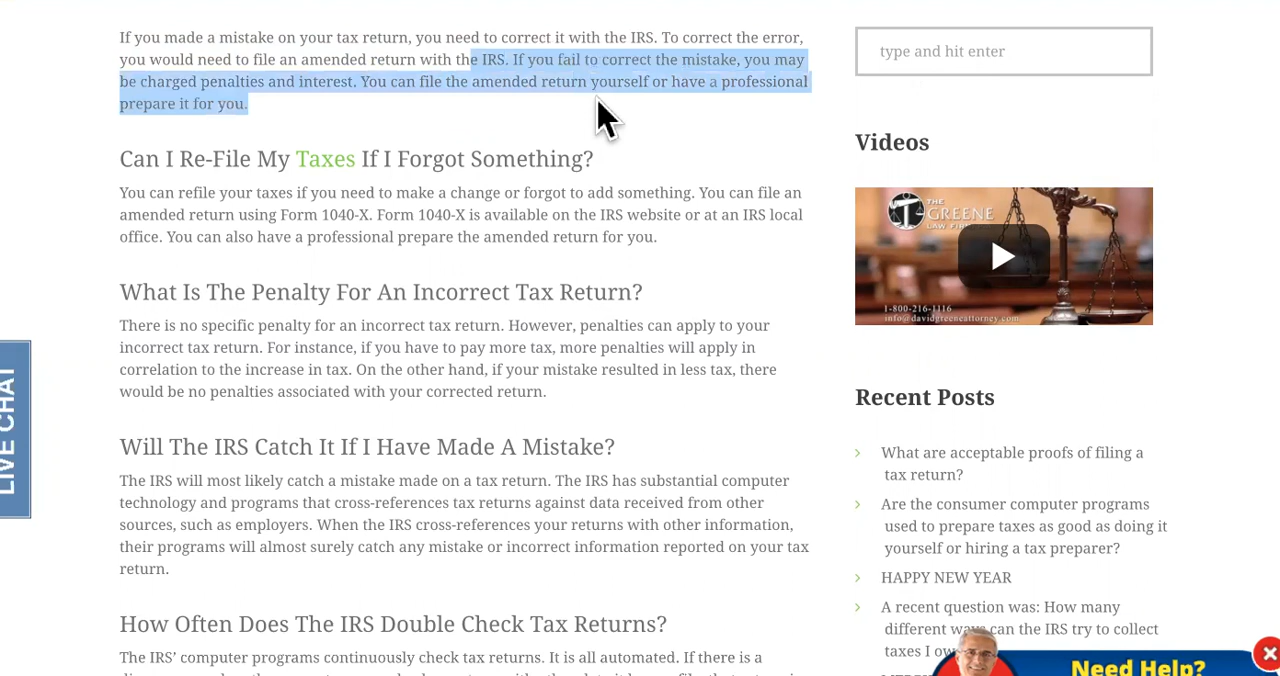 If you made a mistake on your tax return, you need to correct it with the IRS. To correct the error,
you would need to file an amended return with the IRS. If you fail to correct the mistake, you may
be charged penalties and interest. You can file the amended return yourself or have a professional
prepare it for you.
Can I Re-File My Taxes If I Forgot Something?
You can refile your taxes if you need to make a change or forgot to add something. You can file an
amended return using Form 1040-X. Form 1040-X is available on the IRS website or at an IRS local
office. You can also have a professional prepare the amended return for you.
What Is The Penalty For An Incorrect Tax Return?
There is no specific penalty for an incorrect tax return. However, penalties can apply to your
incorrect tax return. For instance, if you have to pay more tax, more penalties will apply in
correlation to the increase in tax. On the other hand, if your mistake resulted in less tax, there
would be no penalties associated with your corrected return.
Will The IRS Catch It If I Have Made A Mistake?
The IRS will most likely catch a mistake made on a tax return. The IRS has substantial computer
technology and programs that cross-references tax returns against data received from other
sources, such as employers. When the IRS cross-references your returns with other information,
their programs will almost surely catch any mistake or incorrect information reported on your tax
return.
How Often Does The IRS Double Check Tax Returns?
The IRS' computer programs continuously check tax returns. It is all automated. If there is a
LIVE CHAT
type and hit enter
Videos
THE
GREENE
LAW FIRM
1-800-216-1116
info@davidgreeneattorney.com
Recent Posts
What are acceptable proofs of filing a
tax return?
Are the consumer computer programs
used to prepare taxes as good as doing it
yourself or hiring a tax preparer?
HAPPY NEW YEAR
A recent question was: How many
different ways can the IRS try to collect
taxes I
Need Help?